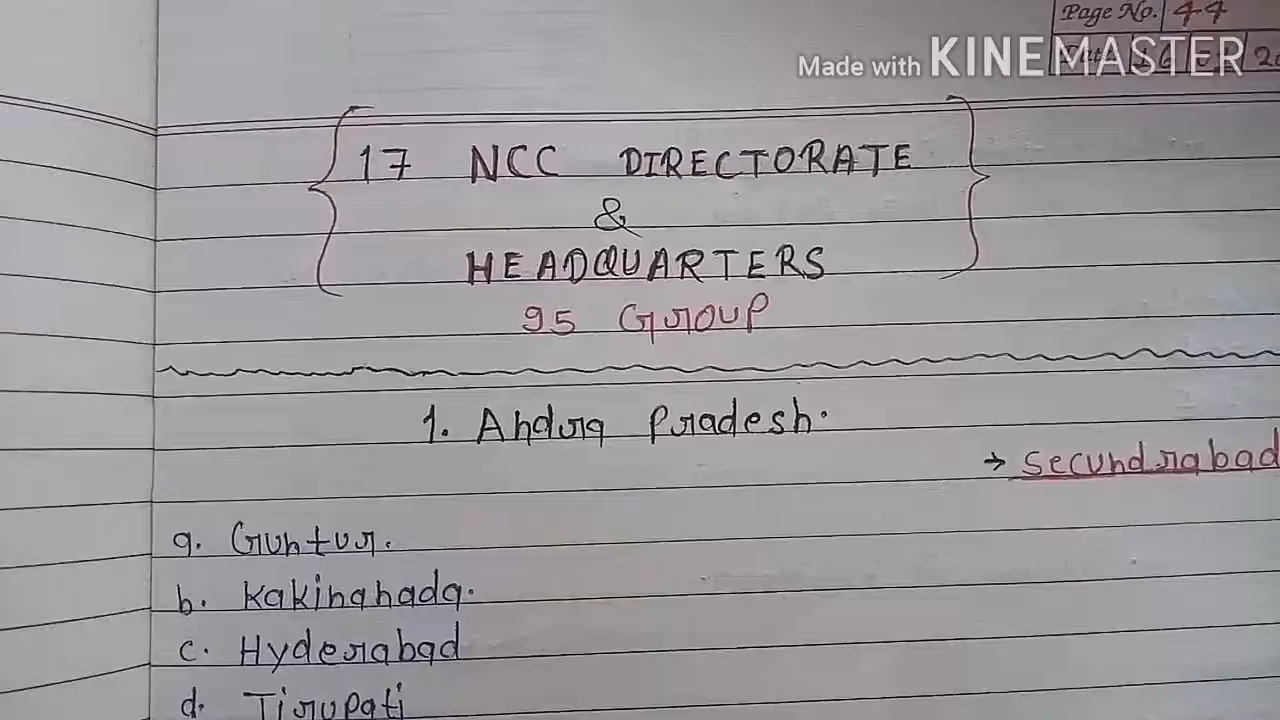 Page No. 44
Made with KINEMASTER
17 NCC DIRECTORATE
&
HEADQUARTERS
95 Group
1. Andra Pradesh.
→ Secundrabad
a. Guntur.
b. Kakinanada.
c. Hyderabad
d. Tirupati